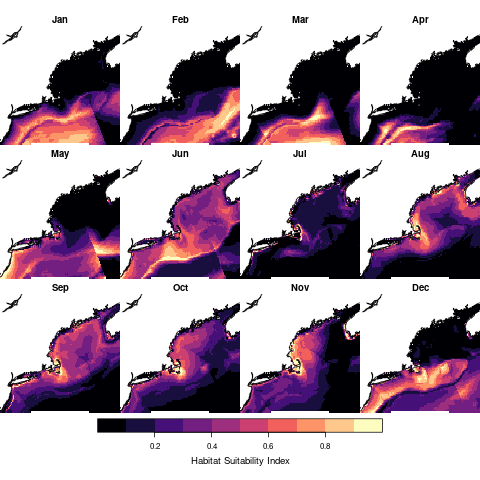 Jan Feb Mar Apr
May Jun Jul Aug
Sep Oct Nov Dec
0.2 0.4 0.6 0.8
Habitat Suitability Index